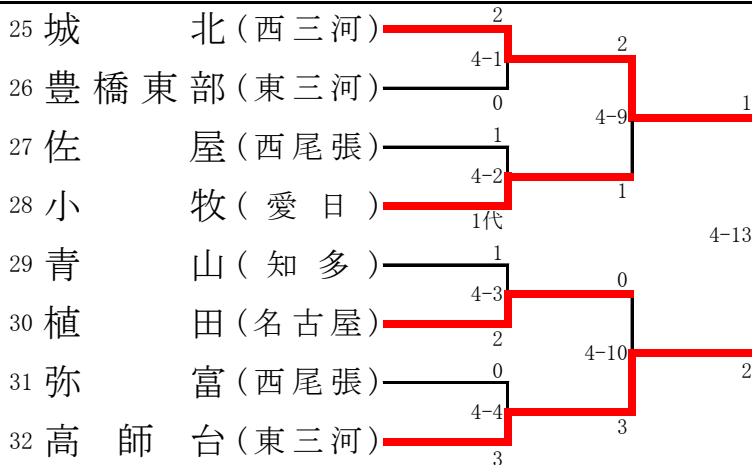 25 城北(西三河) 2
4-1 2
26 豊橋東部(東三河) 0
4-9 1
27 佐屋(西尾張) 1
4-2
28 小牧(愛日) 1代 1
4-13
29 青山(知多) 1
4-3 0
30 植田(名古屋) 2
4-10 2
31 弥富(西尾張) 0
4-4 3
32 高師台(東三河) 3